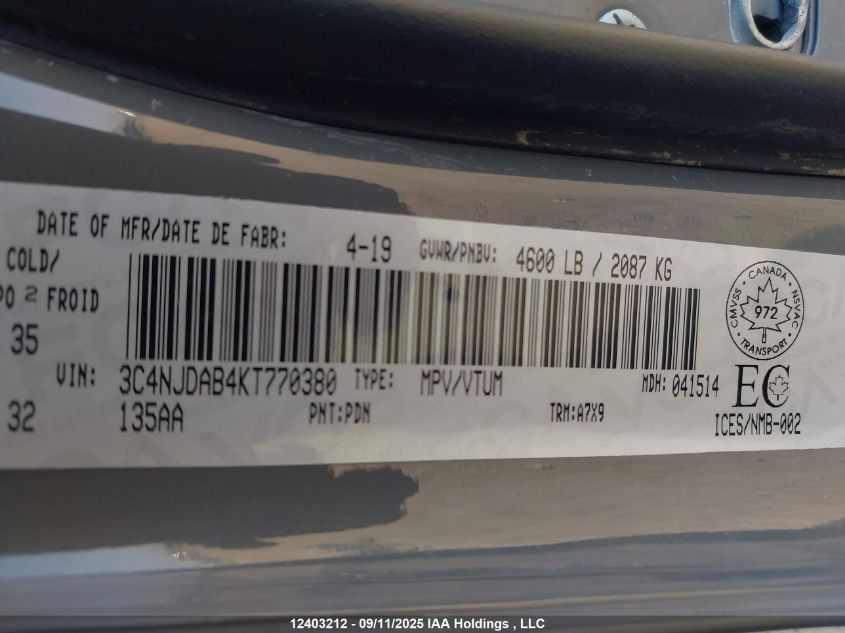 DATE OF MFR/DATE DE FABR: 4-19 GVWR/PNBV: 4600 LB / 2087 KG
COLD/
PO 2 FROID
35
CMVSS CANADA NSVAC
972
TRANSPORT
VIN: 3C4NJDAB4KT770380 TYPE: MPV/VTUM MDH: 041514 EC
32 135AA PNT:PDN TRM:A7X9 ICES/NMB-002
12403212 - 09/11/2025 IAA Holdings , LLC